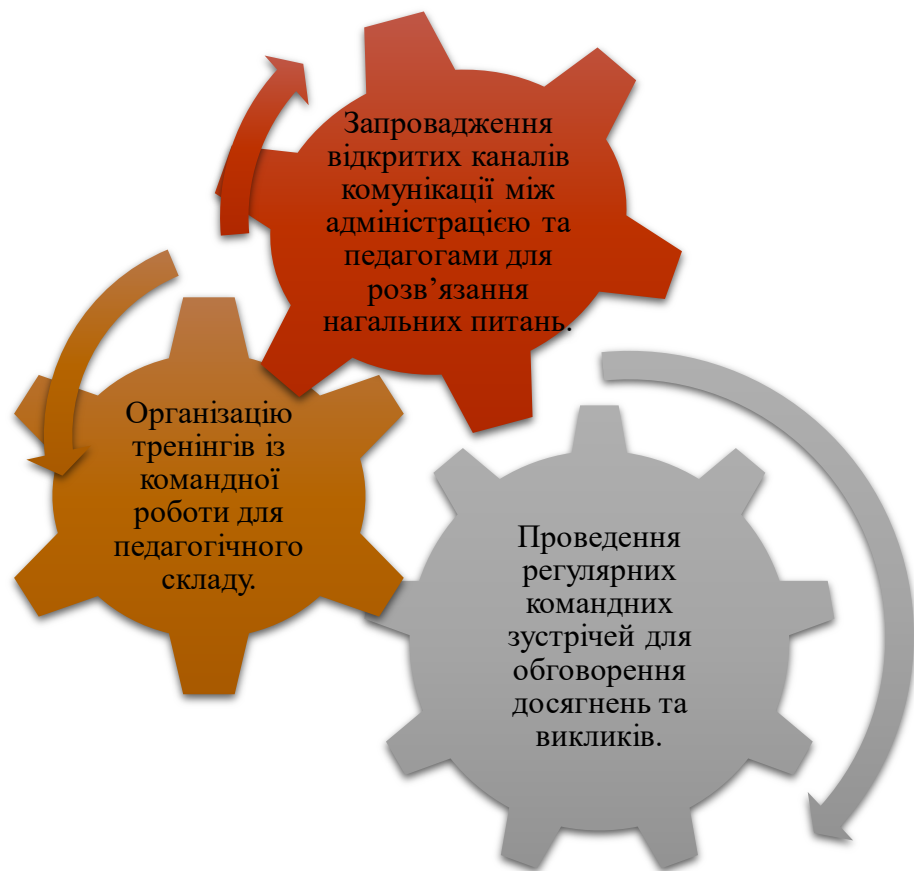 Запровадження
відкритих каналів
комунікації між
адміністрацією та
педагогами для
розв’язання
нагальних питань.
Організацію
тренінгів із
командної
роботи для
педагогічного
складу.
Проведення
регулярних
командних
зустрічей для
обговорення
досягнень та
викликів.